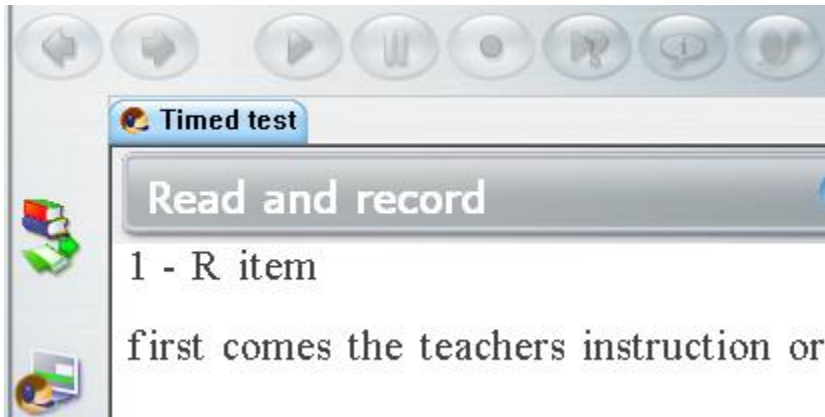 Timed test
Read and record
1 - R item
first comes the teachers instruction or